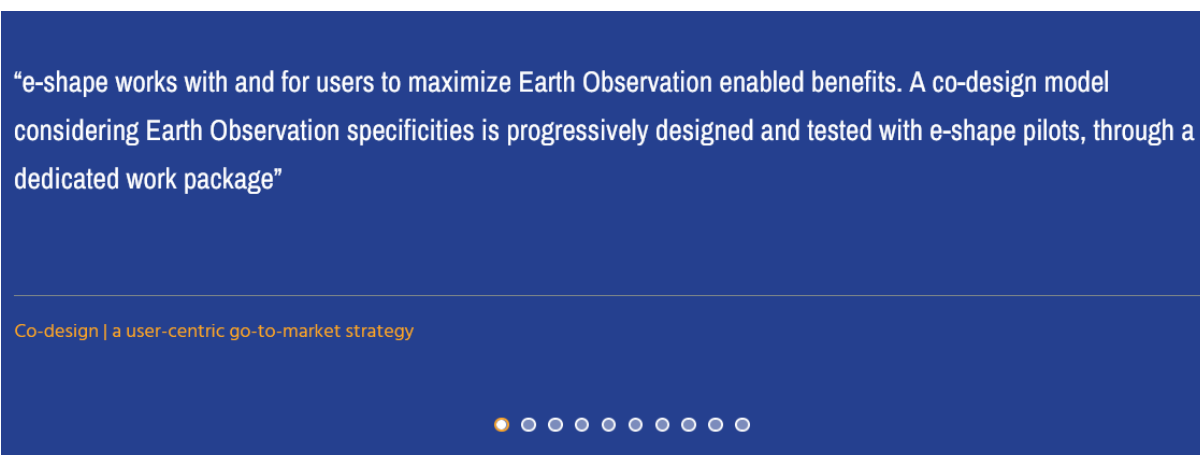 “e-shape works with and for users to maximize Earth Observation enabled benefits. A co-design model
considering Earth Observation specificities is progressively designed and tested with e-shape pilots, through a
dedicated work package”
Co-design | a user-centric go-to-market strategy